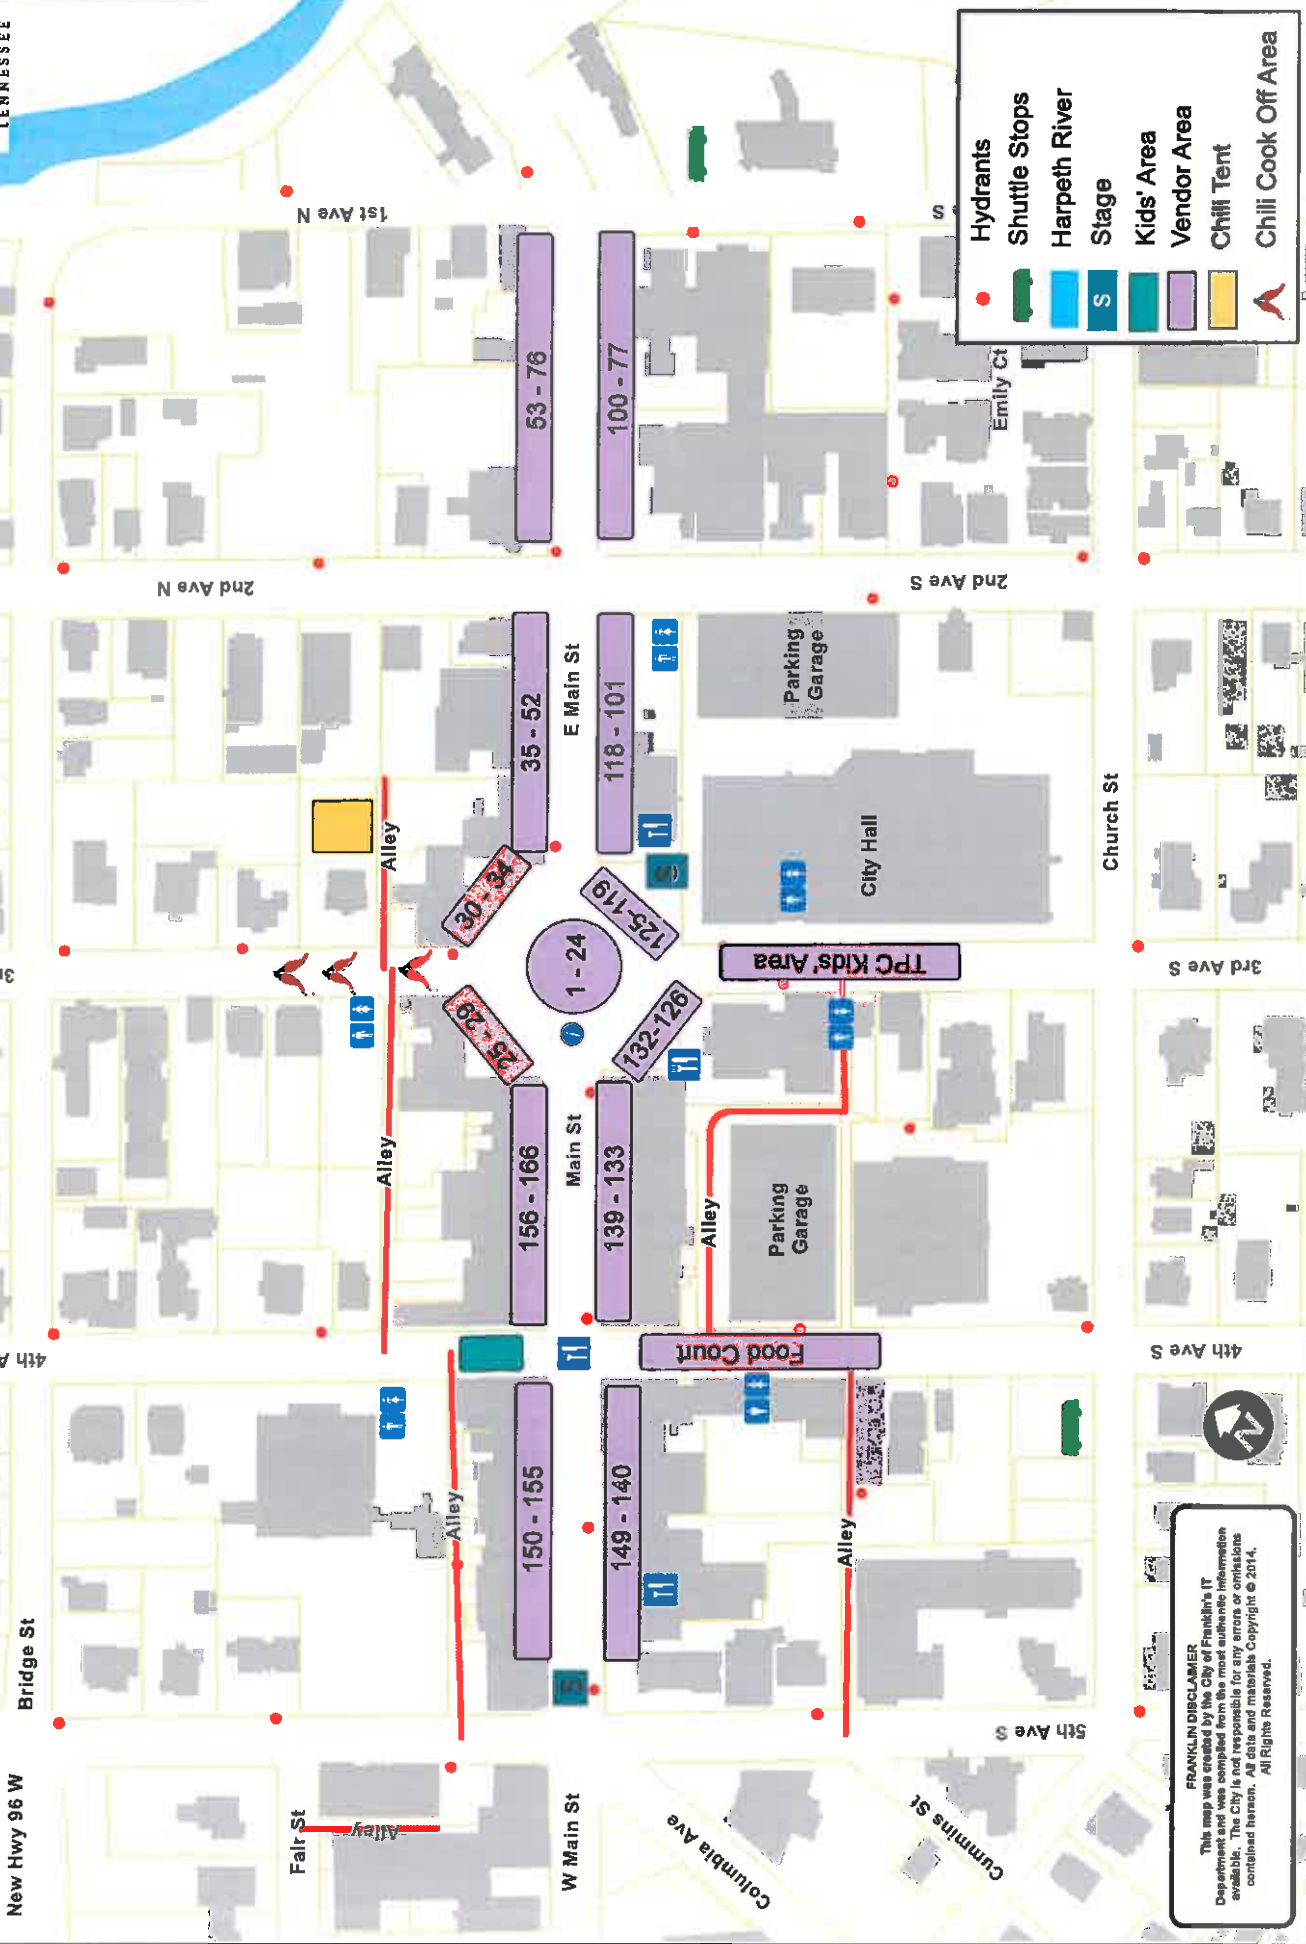 TENNESSEE
New Hwy 96 W
Bridge St
4th A
Fair St
Alley
Alley
Alley
Alley
2nd Ave N
1st Ave N
30 - 34
25 - 29
150 - 155
156 - 166
35 - 52
53 - 76
W Main St
Main St
E Main St
1 - 24
149 - 140
139 - 133
132-126
125-119
118 - 101
100 - 77
S
S
Columbia Ave
Cummins St
Alley
Alley
Food Court
Parking
Garage
TPC Kids' Area
City Hall
Parking
Garage
Emily Ct
5th Ave S
4th Ave S
3rd Ave S
2nd Ave S
S
Church St
N
Hydrants
Shuttle Stops
Harpeth River
S
Stage
Kids' Area
Vendor Area
Chili Tent
Chili Cook Off Area
FRANKLIN DISCLAIMER
This map was created by the City of Franklin's IT
Department and was compiled from the most authentic information
available. The City is not responsible for any errors or omissions
contained hereon. All data and materials Copyright © 2014.
All Rights Reserved.